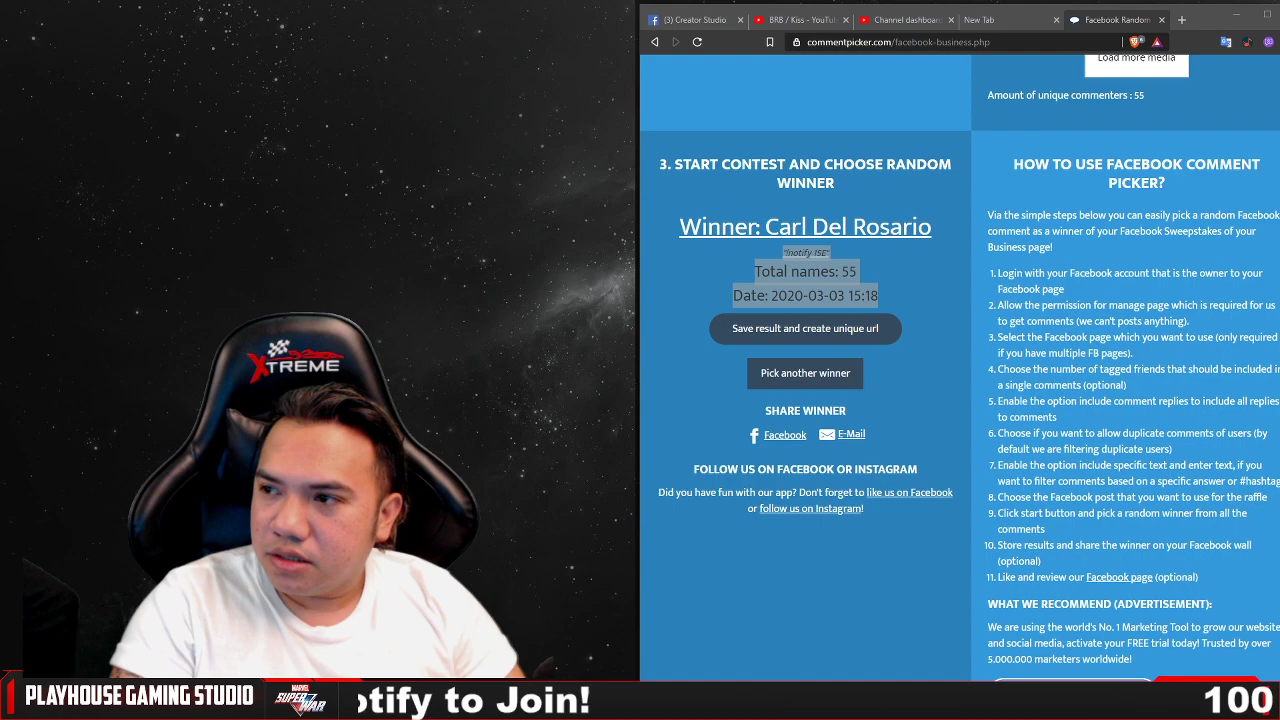 (3) Creator Studio
BRB / Kiss - YouTu
Channel dashboard
New Tab
Facebook Random
commentpicker.com/facebook-business.php
Load more media
Amount of unique commenters : 55
3. START CONTEST AND CHOOSE RANDOM
WINNER
Winner: Carl Del Rosario
"!notify ISE"
Total names: 55
Date: 2020-03-03 15:18
Save result and create unique url
Pick another winner
SHARE WINNER
Facebook
E-Mail
FOLLOW US ON FACEBOOK OR INSTAGRAM
Did you have fun with our app? Don't forget to like us on Facebook
or follow us on Instagram!
HOW TO USE FACEBOOK COMMENT
PICKER?
Via the simple steps below you can easily pick a random Facebook
comment as a winner of your Facebook Sweepstakes of your
Business page!
1. Login with your Facebook account that is the owner to your
Facebook page
2. Allow the permission for manage page which is required for us
to get comments (we can't posts anything).
3. Select the Facebook page which you want to use (only required
if you have multiple FB pages).
4. Choose the number of tagged friends that should be included in
a single comments (optional)
5. Enable the option include comment replies to include all replies
to comments
6. Choose if you want to allow duplicate comments of users (by
default we are filtering duplicate users)
7. Enable the option include specific text and enter text, if you
want to filter comments based on a specific answer or #hashtag
8. Choose the Facebook post that you want to use for the raffle
9. Click start button and pick a random winner from all the
comments
10. Store results and share the winner on your Facebook wall
(optional)
11. Like and review our Facebook page (optional)
WHAT WE RECOMMEND (ADVERTISEMENT):
We are using the world's No. 1 Marketing Tool to grow our website
and social media, activate your FREE trial today! Trusted by over
5.000.000 marketers worldwide!
XTREME
PLAYHOUSE GAMING STUDIO
MARVEL
SUPER WAR
otify to Join!
100